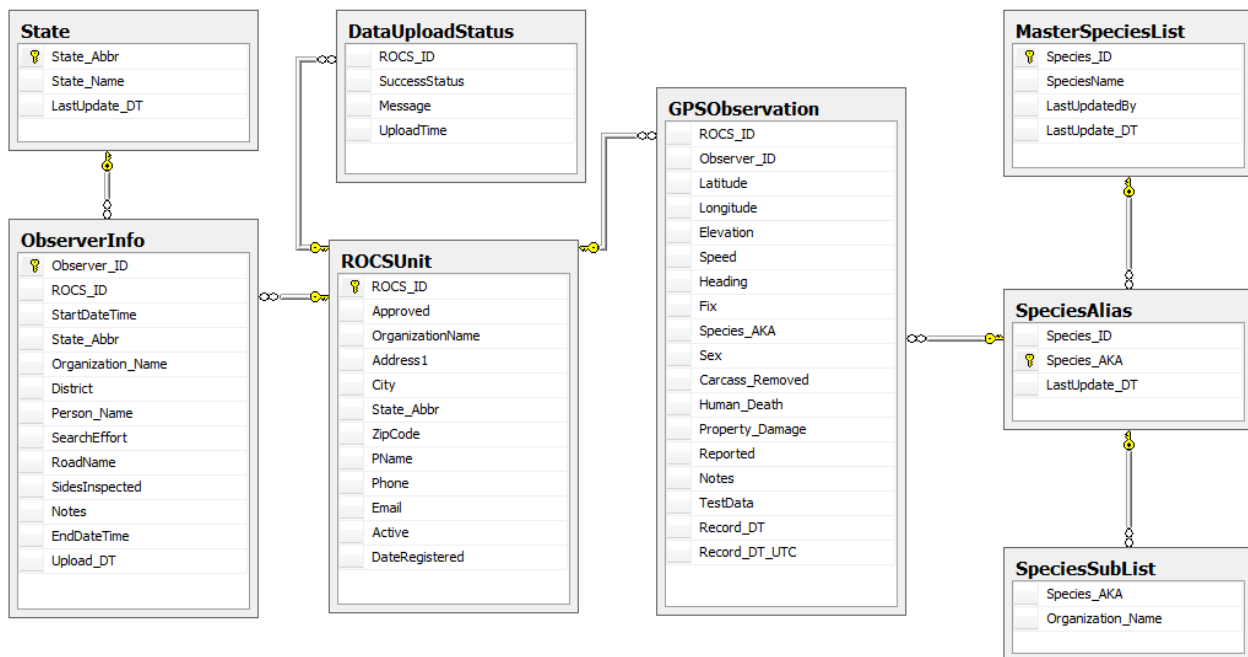 State
State_Abbr
State_Name
LastUpdate_DT
DataUploadStatus
ROCS_ID
SuccessStatus
Message
UploadTime
GPSObservation
ROCS_ID
Observer_ID
Latitude
Longitude
Elevation
Speed
Heading
Fix
Species_AKA
Sex
Carcass_Removed
Human_Death
Property_Damage
Reported
Notes
TestData
Record_DT
Record_DT_UTC
MasterSpeciesList
Species_ID
SpeciesName
LastUpdatedBy
LastUpdate_DT
ObserverInfo
Observer_ID
ROCS_ID
StartDateTime
State_Abbr
Organization_Name
District
Person_Name
SearchEffort
RoadName
SidesInspected
Notes
EndDateTime
Upload_DT
ROCSUnit
ROCS_ID
Approved
OrganizationName
Address1
City
State_Abbr
ZipCode
PName
Phone
Email
Active
DateRegistered
SpeciesAlias
Species_ID
Species_AKA
LastUpdate_DT
SpeciesSubList
Species_AKA
Organization_Name